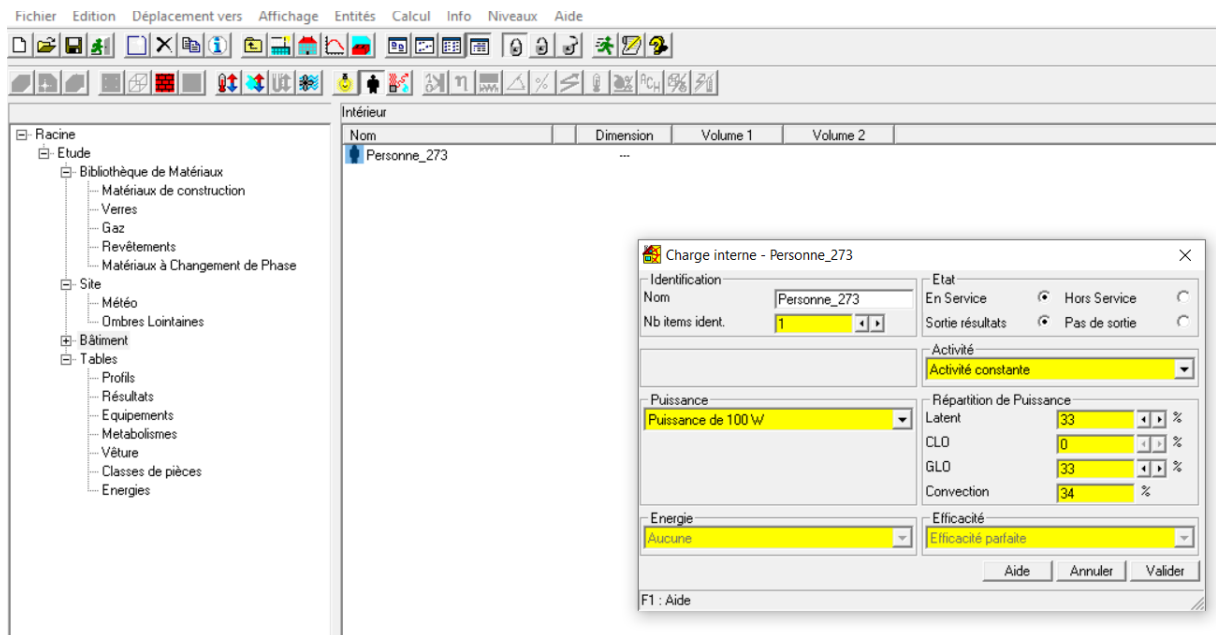 Fichier Edition Déplacement vers Affichage Entités Calcul Info Niveaux Aide
Intérieur
Nom Dimension Volume 1 Volume 2
Personne_273 ---
Racine
Etude
Bibliothèque de Matériaux
Matériaux de construction
Verres
Gaz
Revêtements
Matériaux à Changement de Phase
Site
Météo
Ombres Lointaines
Bâtiment
Tables
Profils
Résultats
Equipements
Metabolismes
Vêture
Classes de pièces
Energies
Charge interne - Personne_273
Identification
Nom Personne_273
Nb items ident. 1
Etat
En Service Hors Service
Sortie résultats Pas de sortie
Activité
Activité constante
Puissance
Puissance de 100 W
Répartition de Puissance
Latent 33 %
CLO 0 %
GLO 33 %
Convection 34 %
Energie
Aucune
Efficacité
Efficacité parfaite
Aide Annuler Valider
F1 : Aide